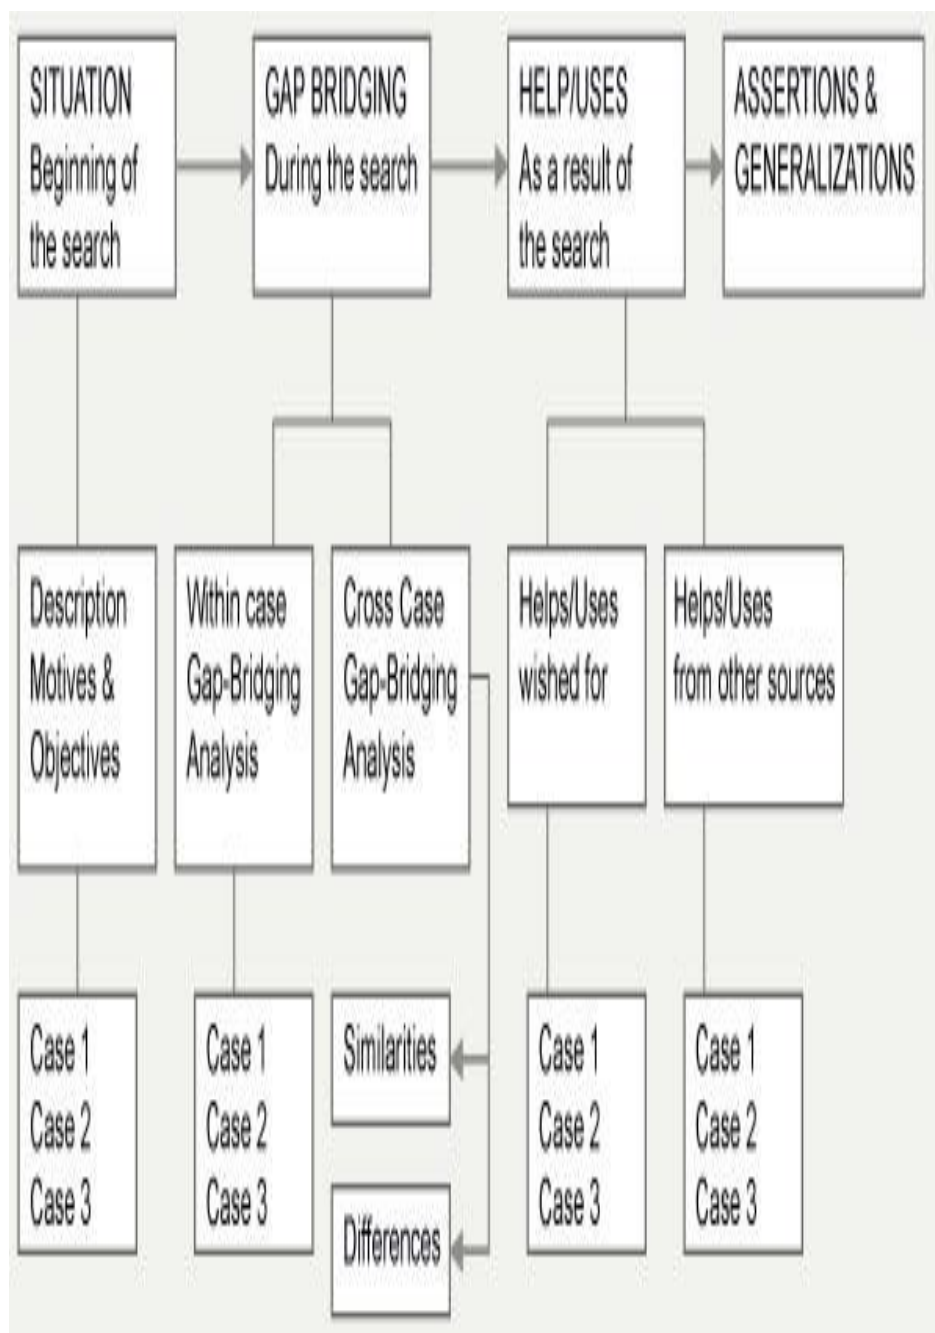 SITUATION
Beginning of
the search
GAP BRIDGING
During the search
HELP/USES
As a result of
the search
ASSERTIONS &
GENERALIZATIONS
Description
Motives &
Objectives
Within case
Gap-Bridging
Analysis
Cross Case
Gap-Bridging
Analysis
Helps/Uses
wished for
Helps/Uses
from other sources
Case 1
Case 2
Case 3
Case 1
Case 2
Case 3
Similarities
Differences
Case 1
Case 2
Case 3
Case 1
Case 2
Case 3